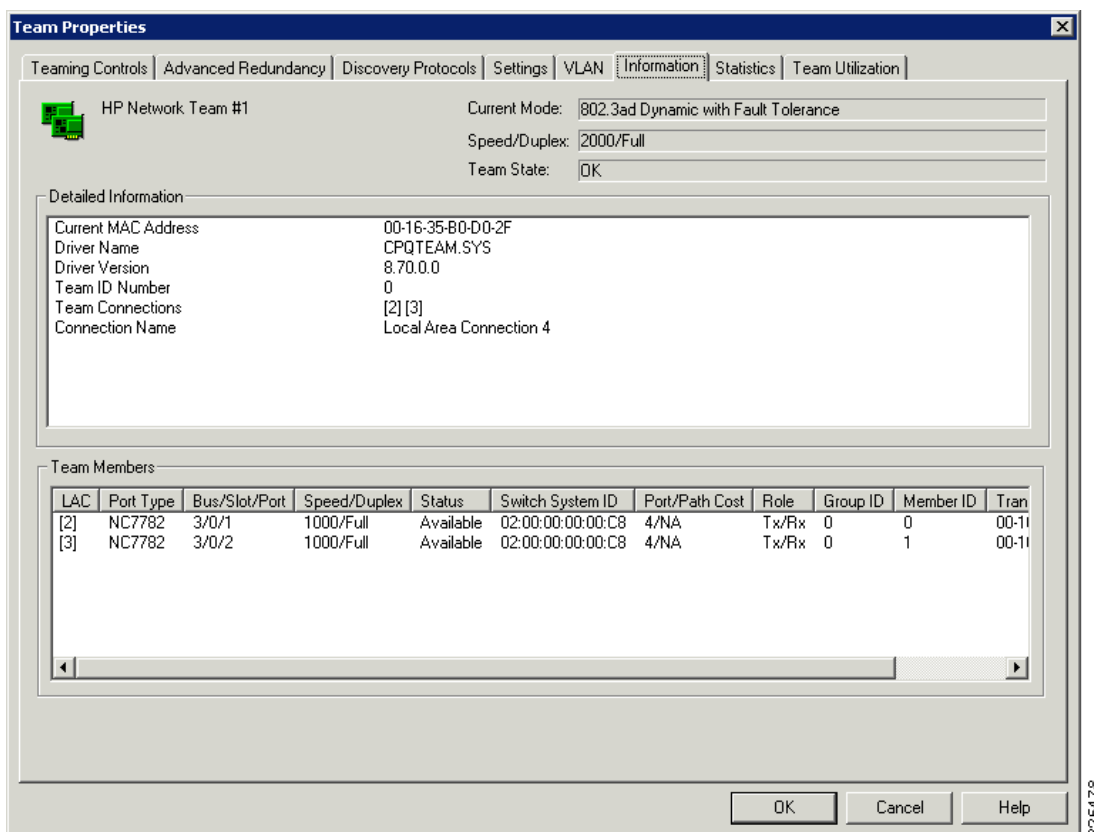 Team Properties
Teaming Controls Advanced Redundancy Discovery Protocols Settings VLAN Information Statistics Team Utilization
HP Network Team #1
Current Mode: 802.3ad Dynamic with Fault Tolerance
Speed/Duplex: 2000/Full
Team State: OK
Detailed Information
Current MAC Address 00-16-35-B0-D0-2F
Driver Name CPQTEAM.SYS
Driver Version 8.70.0.0
Team ID Number 0
Team Connections [2] [3]
Connection Name Local Area Connection 4
Team Members
LAC Port Type Bus/Slot/Port Speed/Duplex Status Switch System ID Port/Path Cost Role Group ID Member ID Tran
[2] NC7782 3/0/1 1000/Full Available 02:00:00:00:00:C8 4/NA Tx/Rx 0 0 00-1
[3] NC7782 3/0/2 1000/Full Available 02:00:00:00:00:C8 4/NA Tx/Rx 0 1 00-1
OK Cancel Help